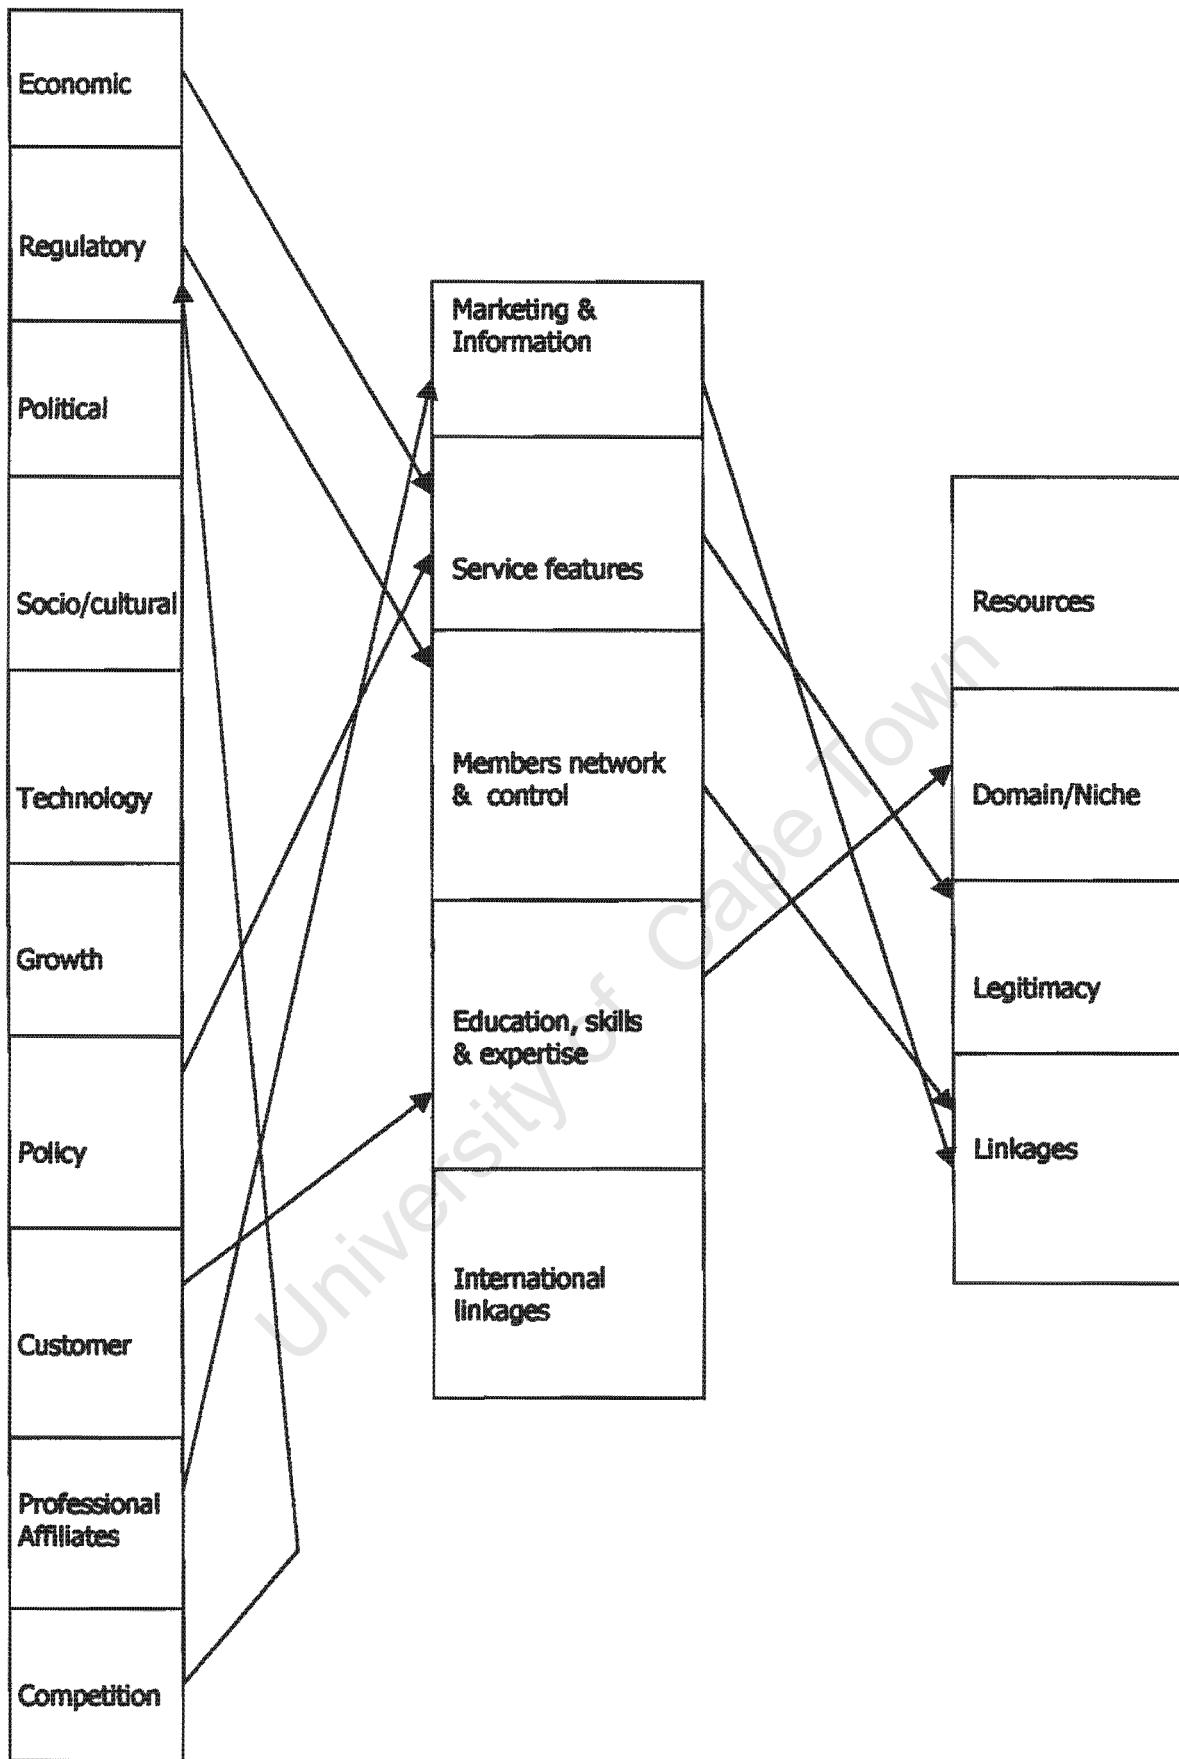 Economic
Regulatory
Political
Socio/cultural
Technology
Growth
Policy
Customer
Professional
Affiliates
Competition
Marketing &
Information
Service features
Members network
& control
Education, skills
& expertise
International
linkages
Resources
Domain/Niche
Legitimacy
Linkages
University of Cape Town